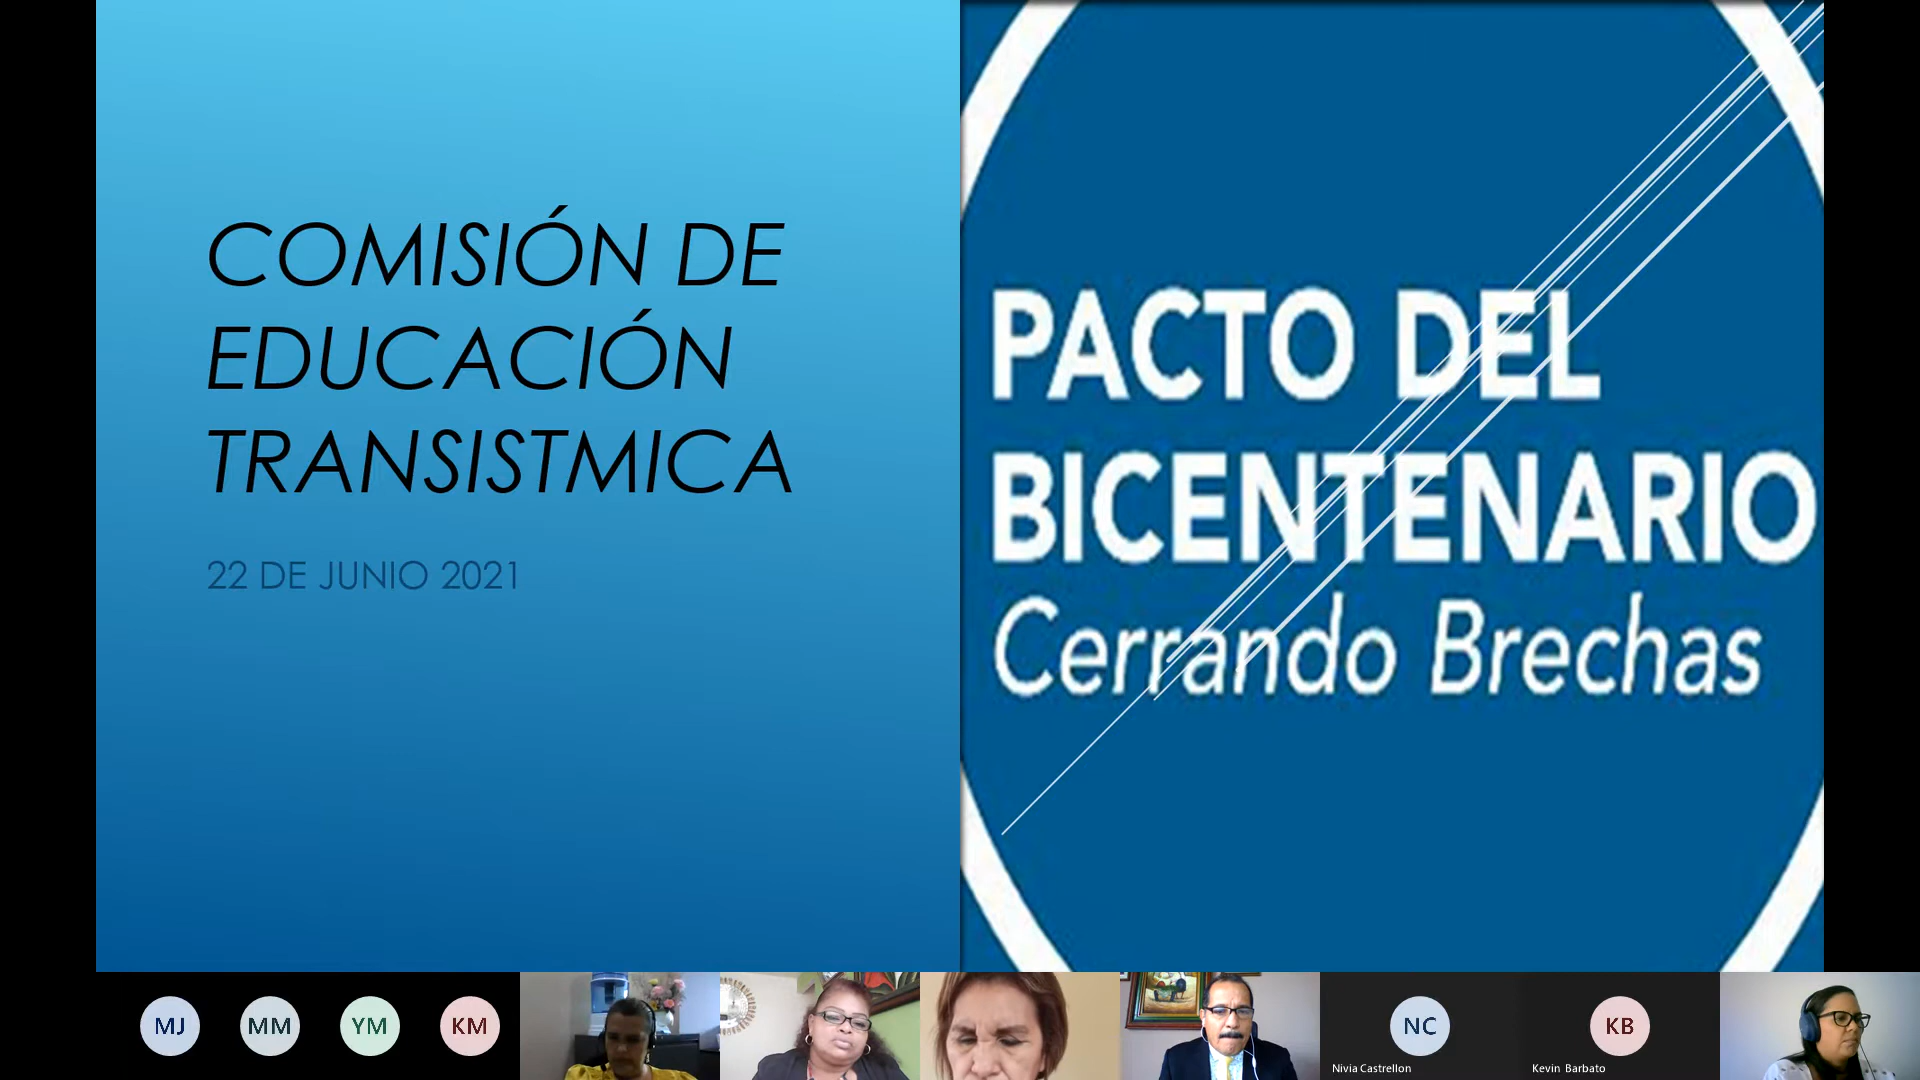 COMISIÓN DE
EDUCACIÓN
TRANSISTMICA
22 DE JUNIO 2021
PACTO DEL
BICENTENARIO
Cerrando Brechas
MJ
MM
YM
KM
NC
Nivia Castrellon
KB
Kevin Barbato